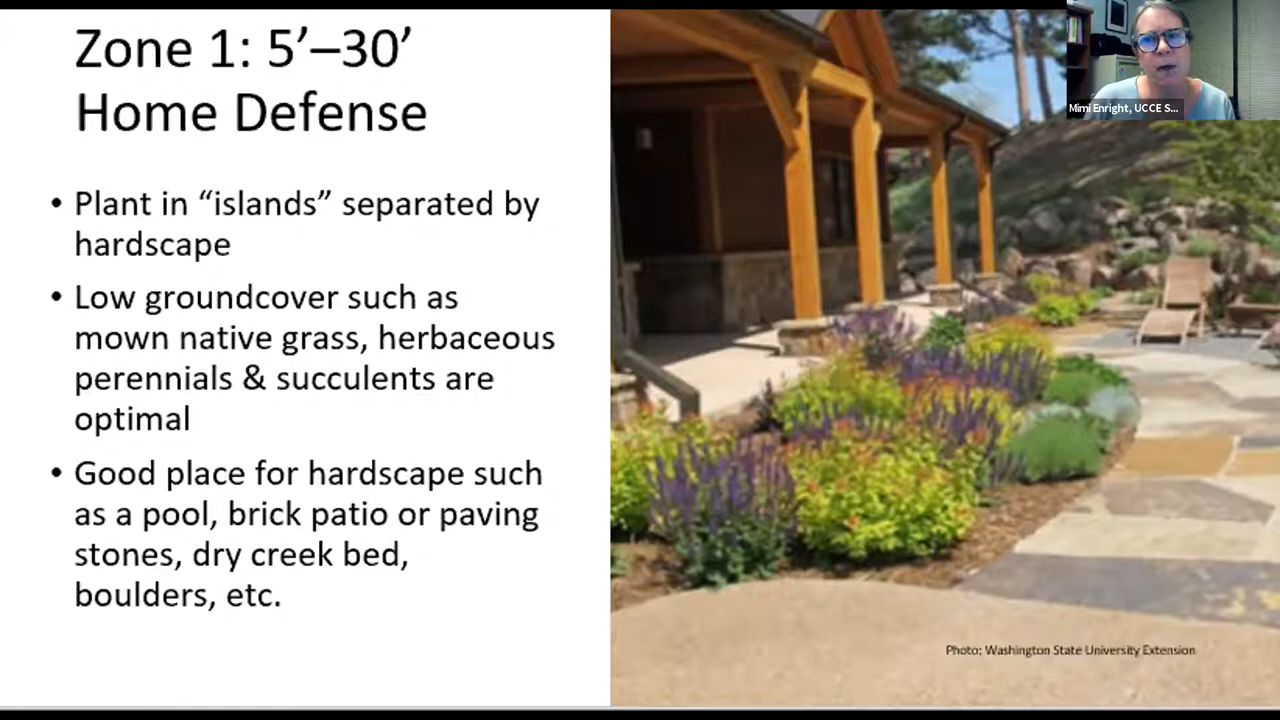 Zone 1: 5’–30’
Home Defense
• Plant in “islands” separated by
hardscape
• Low groundcover such as
mown native grass, herbaceous
perennials & succulents are
optimal
• Good place for hardscape such
as a pool, brick patio or paving
stones, dry creek bed,
boulders, etc.
Mimi Enright, UCCE S...
Photo: Washington State University Extension